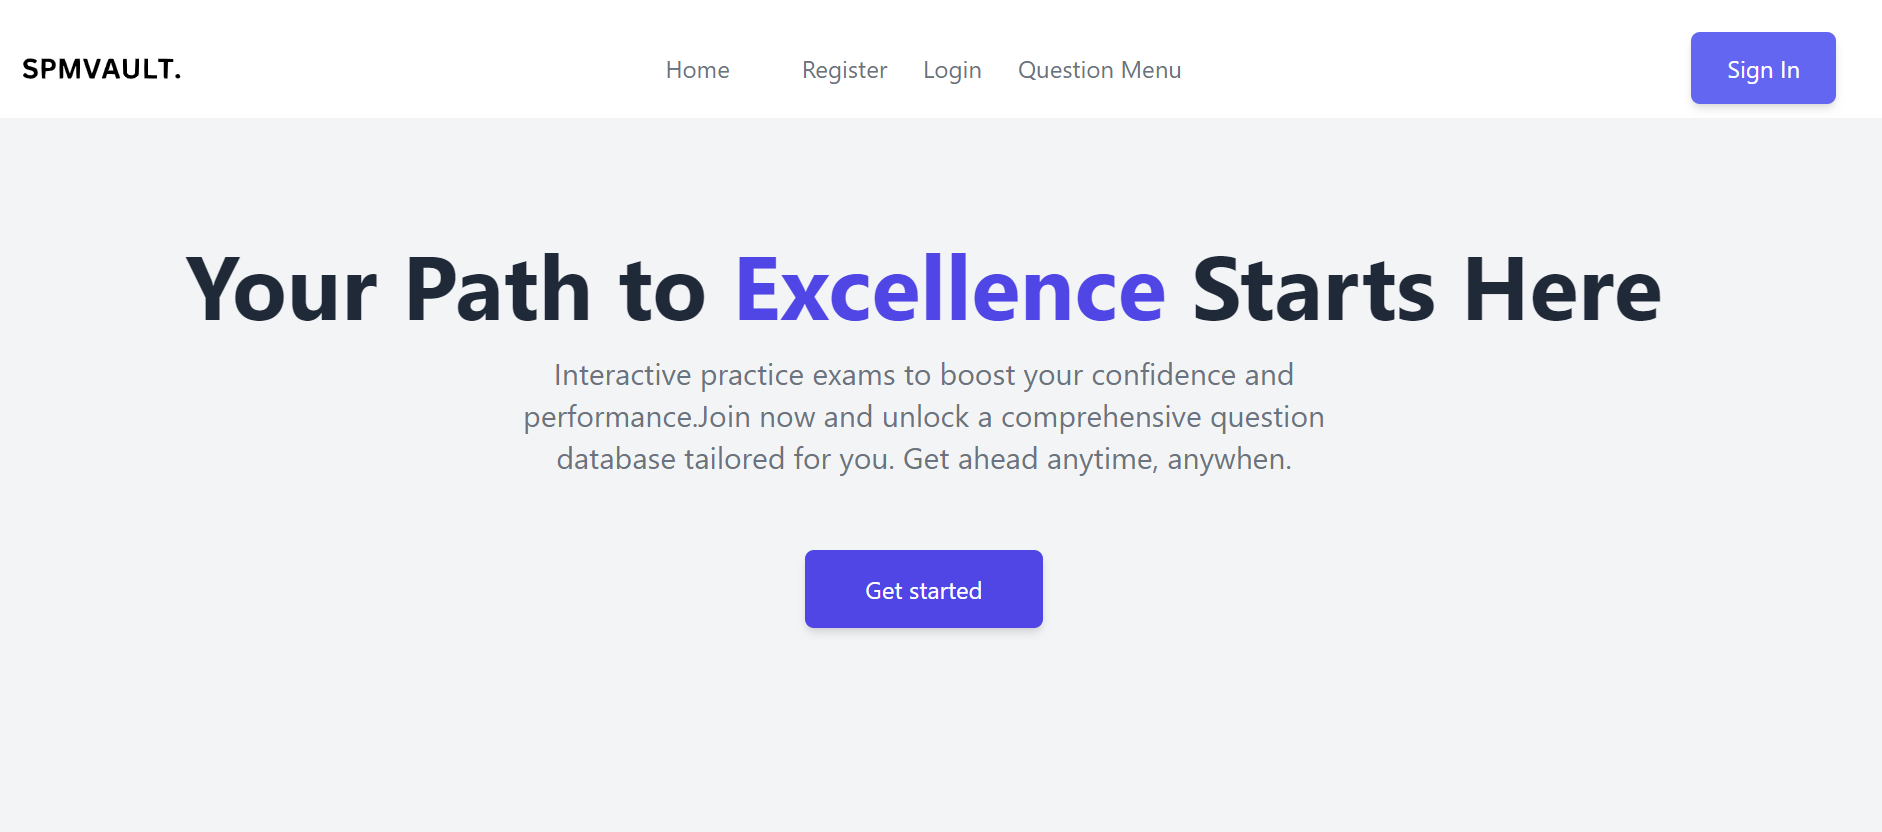 SPMVAULT.
Home Register Login Question Menu
Sign In
Your Path to Excellence Starts Here
Interactive practice exams to boost your confidence and
performance.Join now and unlock a comprehensive question
database tailored for you. Get ahead anytime, anywhen.
Get started